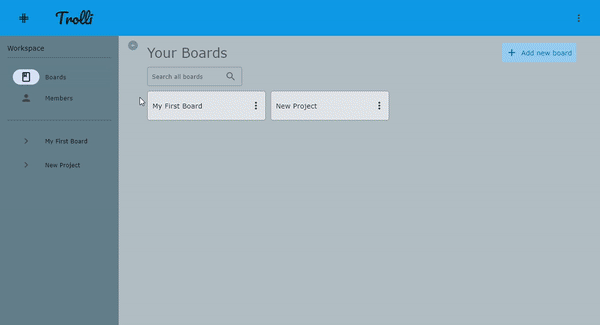 Trolli
Workspace
Boards
Members
My First Board
New Project
Your Boards
Add new board
Search all boards
My First Board
New Project